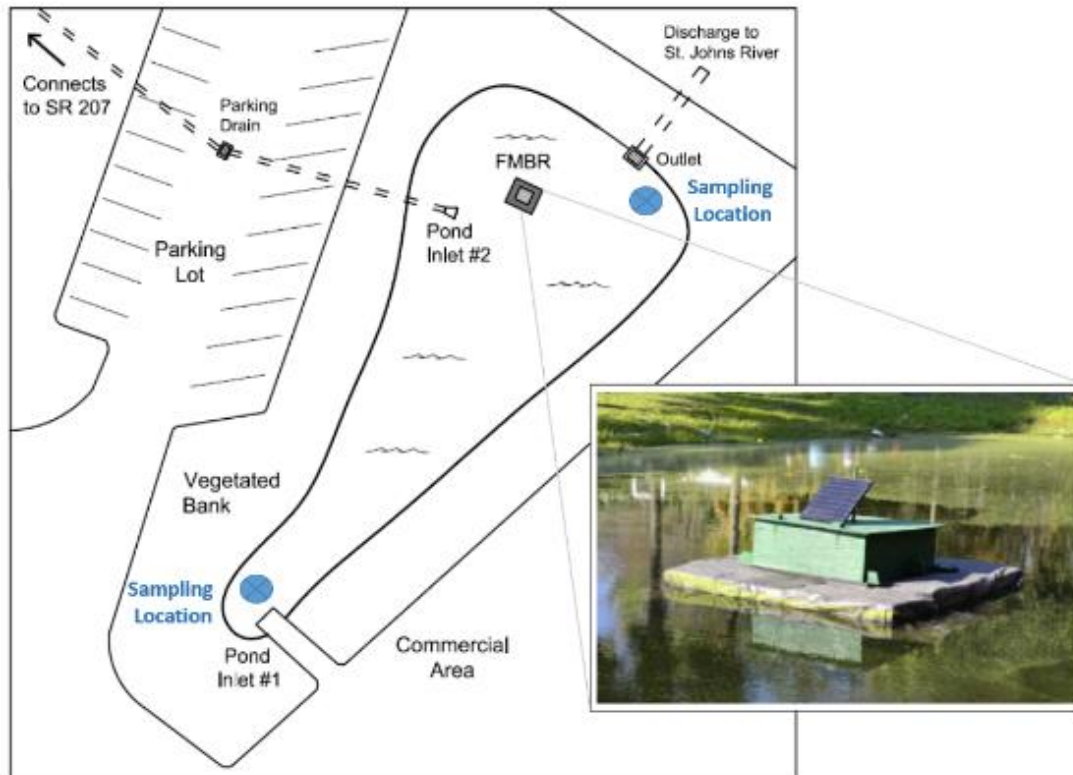 Discharge to
St. Johns River
Connects
to SR 207
Parking
Drain
FMBR
Outlet
Sampling
Location
Pond
Inlet #2
Parking
Lot
Vegetated
Bank
Sampling
Location
Pond
Inlet #1
Commercial
Area